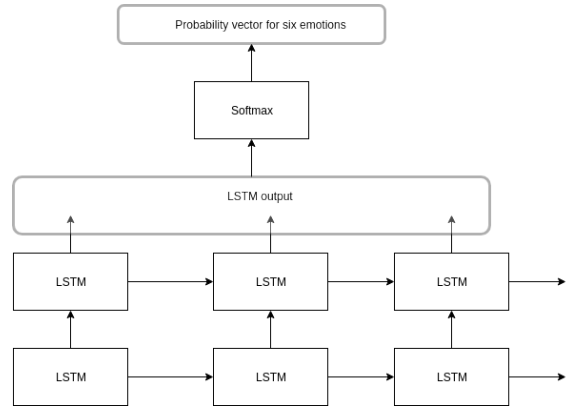 Probability vector for six emotions
Softmax
LSTM output
LSTM
LSTM
LSTM
LSTM
LSTM
LSTM